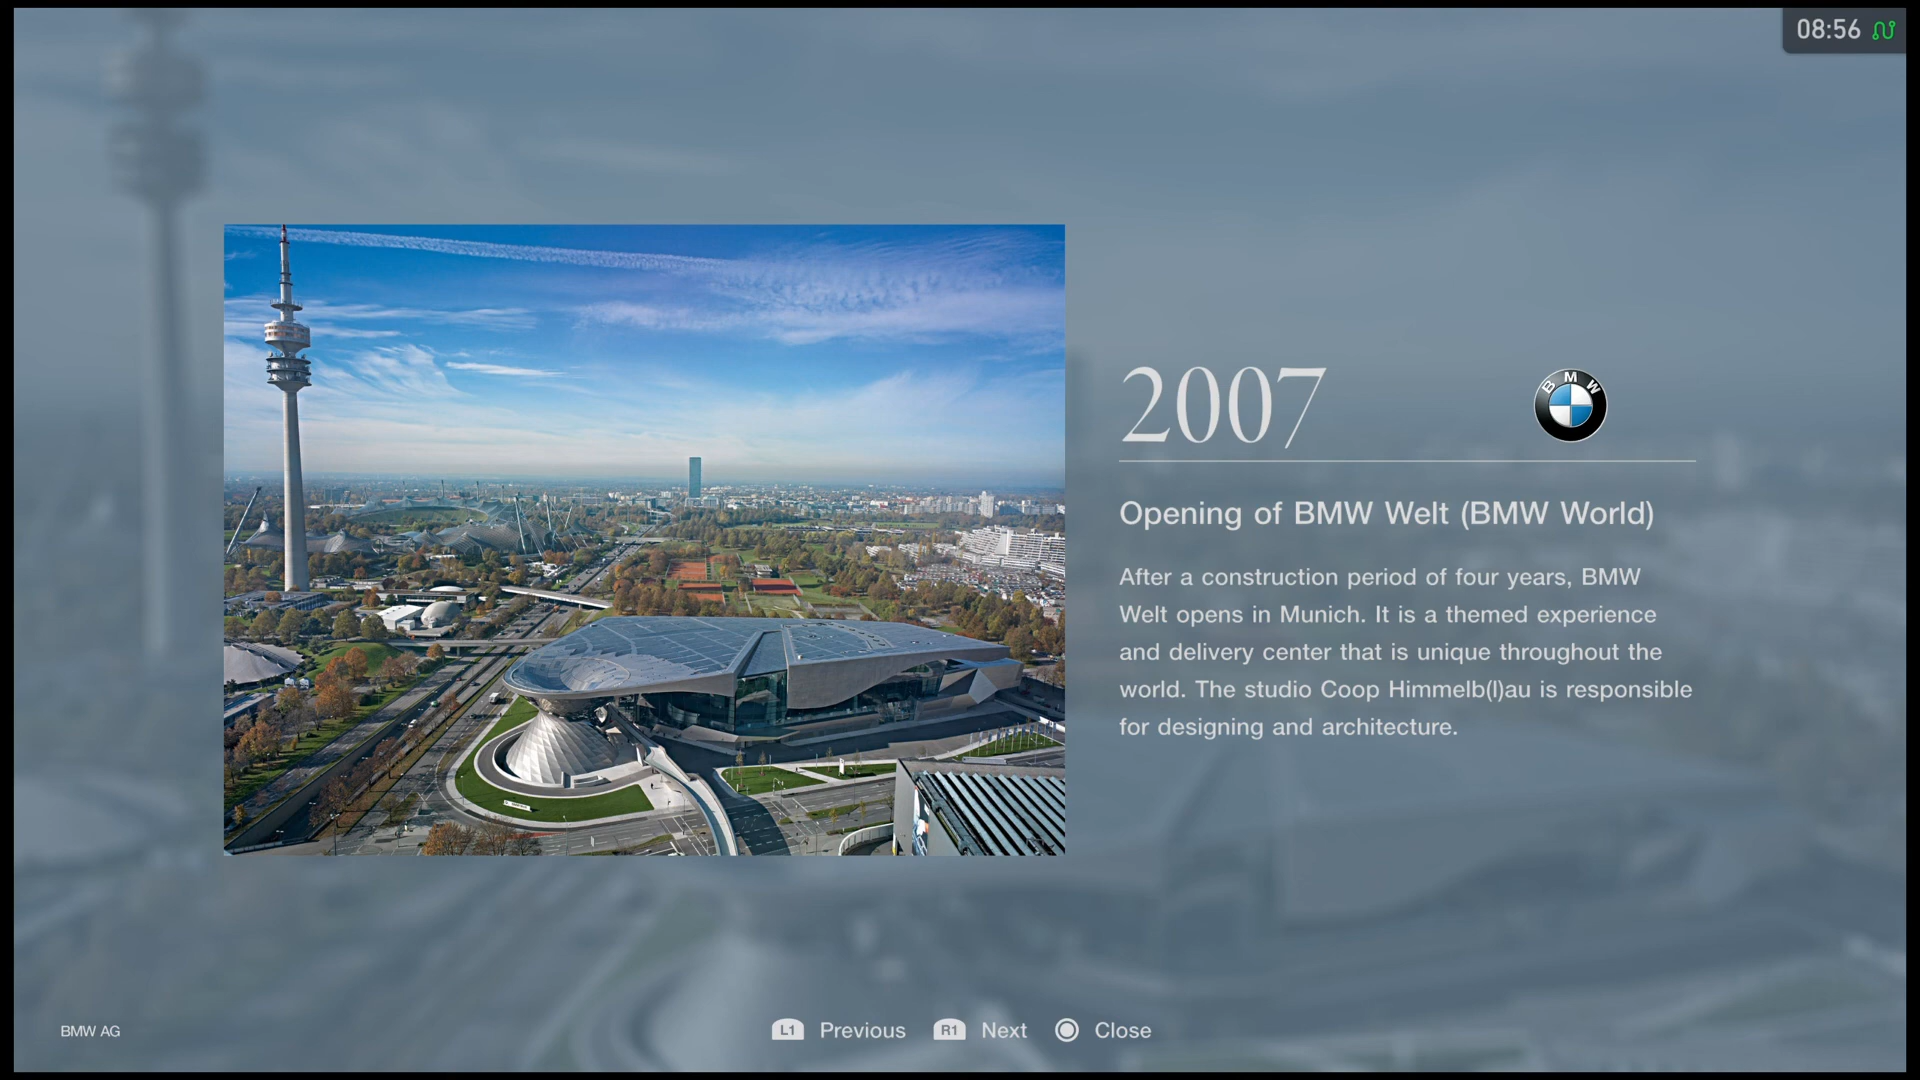 08:56
2007
BMW
Opening of BMW Welt (BMW World)
After a construction period of four years, BMW
Welt opens in Munich. It is a themed experience
and delivery center that is unique throughout the
world. The studio Coop Himmelb(l)au is responsible
for designing and architecture.
BMW AG
L1 Previous R1 Next Close